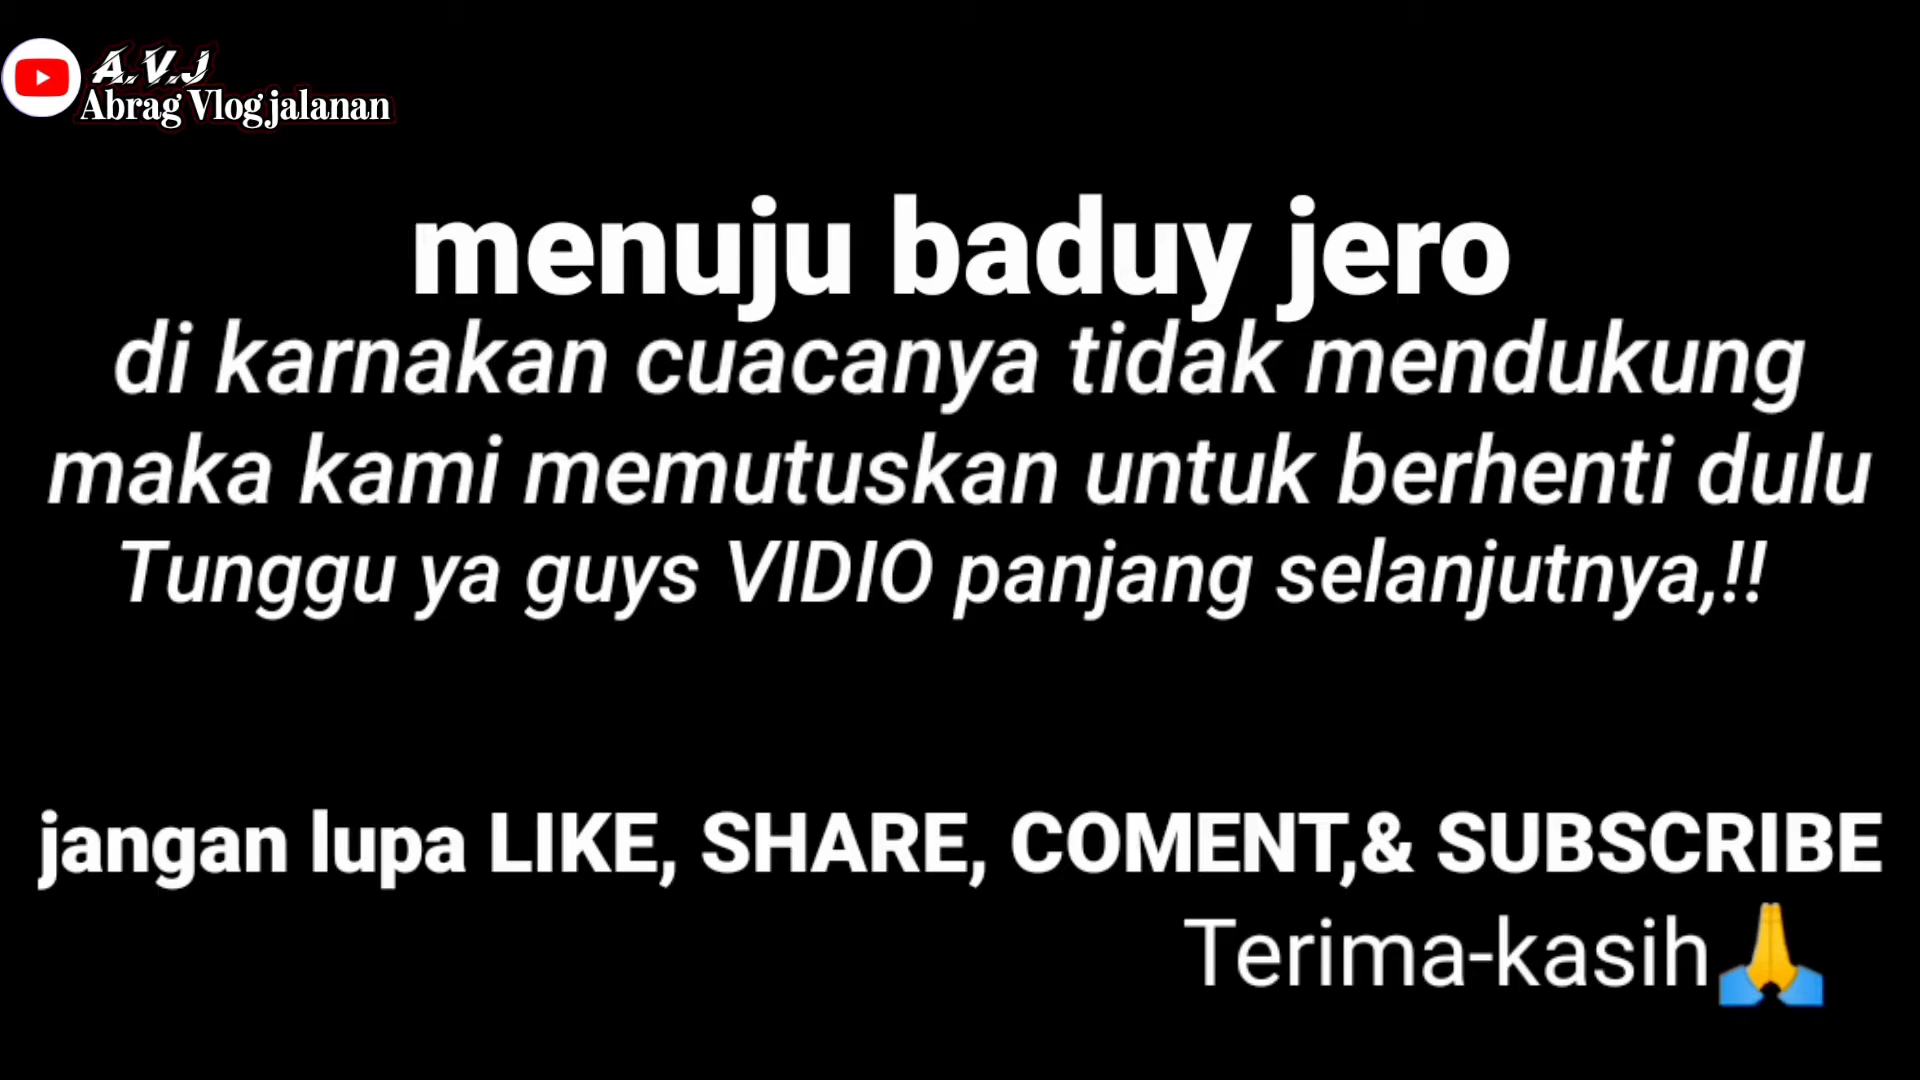 A.V.J
Abrag Vlog jalanan
menuju baduy jero
di karnakan cuacanya tidak mendukung
maka kami memutuskan untuk berhenti dulu
Tunggu ya guys VIDIO panjang selanjutnya,!!
jangan lupa LIKE, SHARE, COMENT,& SUBSCRIBE
Terima-kasih🙏